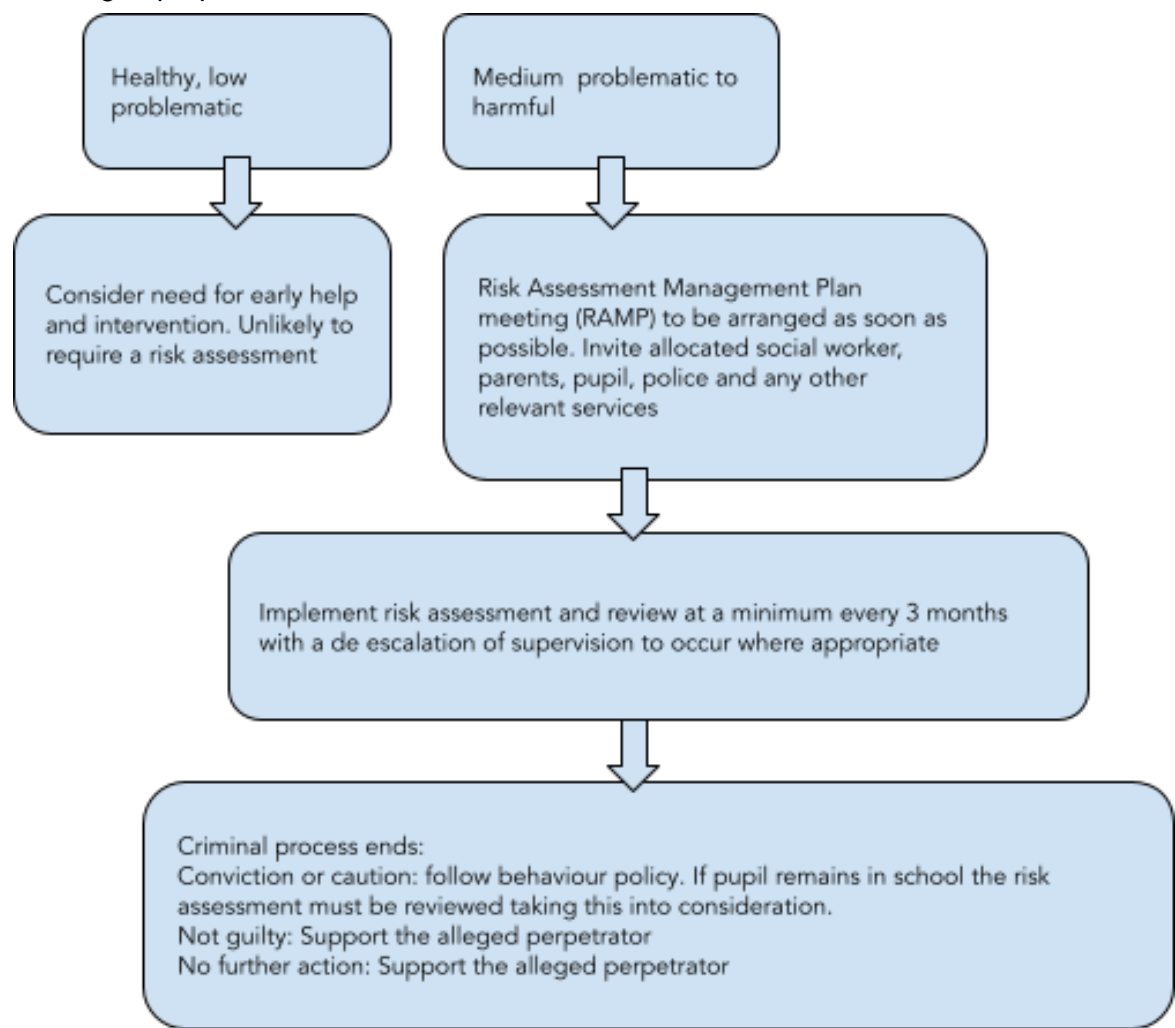 Healthy, low
problematic
Medium  problematic to
harmful
Consider need for early help
and intervention. Unlikely to
require a risk assessment
Risk Assessment Management Plan
meeting (RAMP) to be arranged as soon as
possible. Invite allocated social worker,
parents, pupil, police and any other
relevant services
Implement risk assessment and review at a minimum every 3 months
with a de escalation of supervision to occur where appropriate
Criminal process ends:
Conviction or caution: follow behaviour policy. If pupil remains in school the risk
assessment must be reviewed taking this into consideration.
Not guilty: Support the alleged perpetrator
No further action: Support the alleged perpetrator